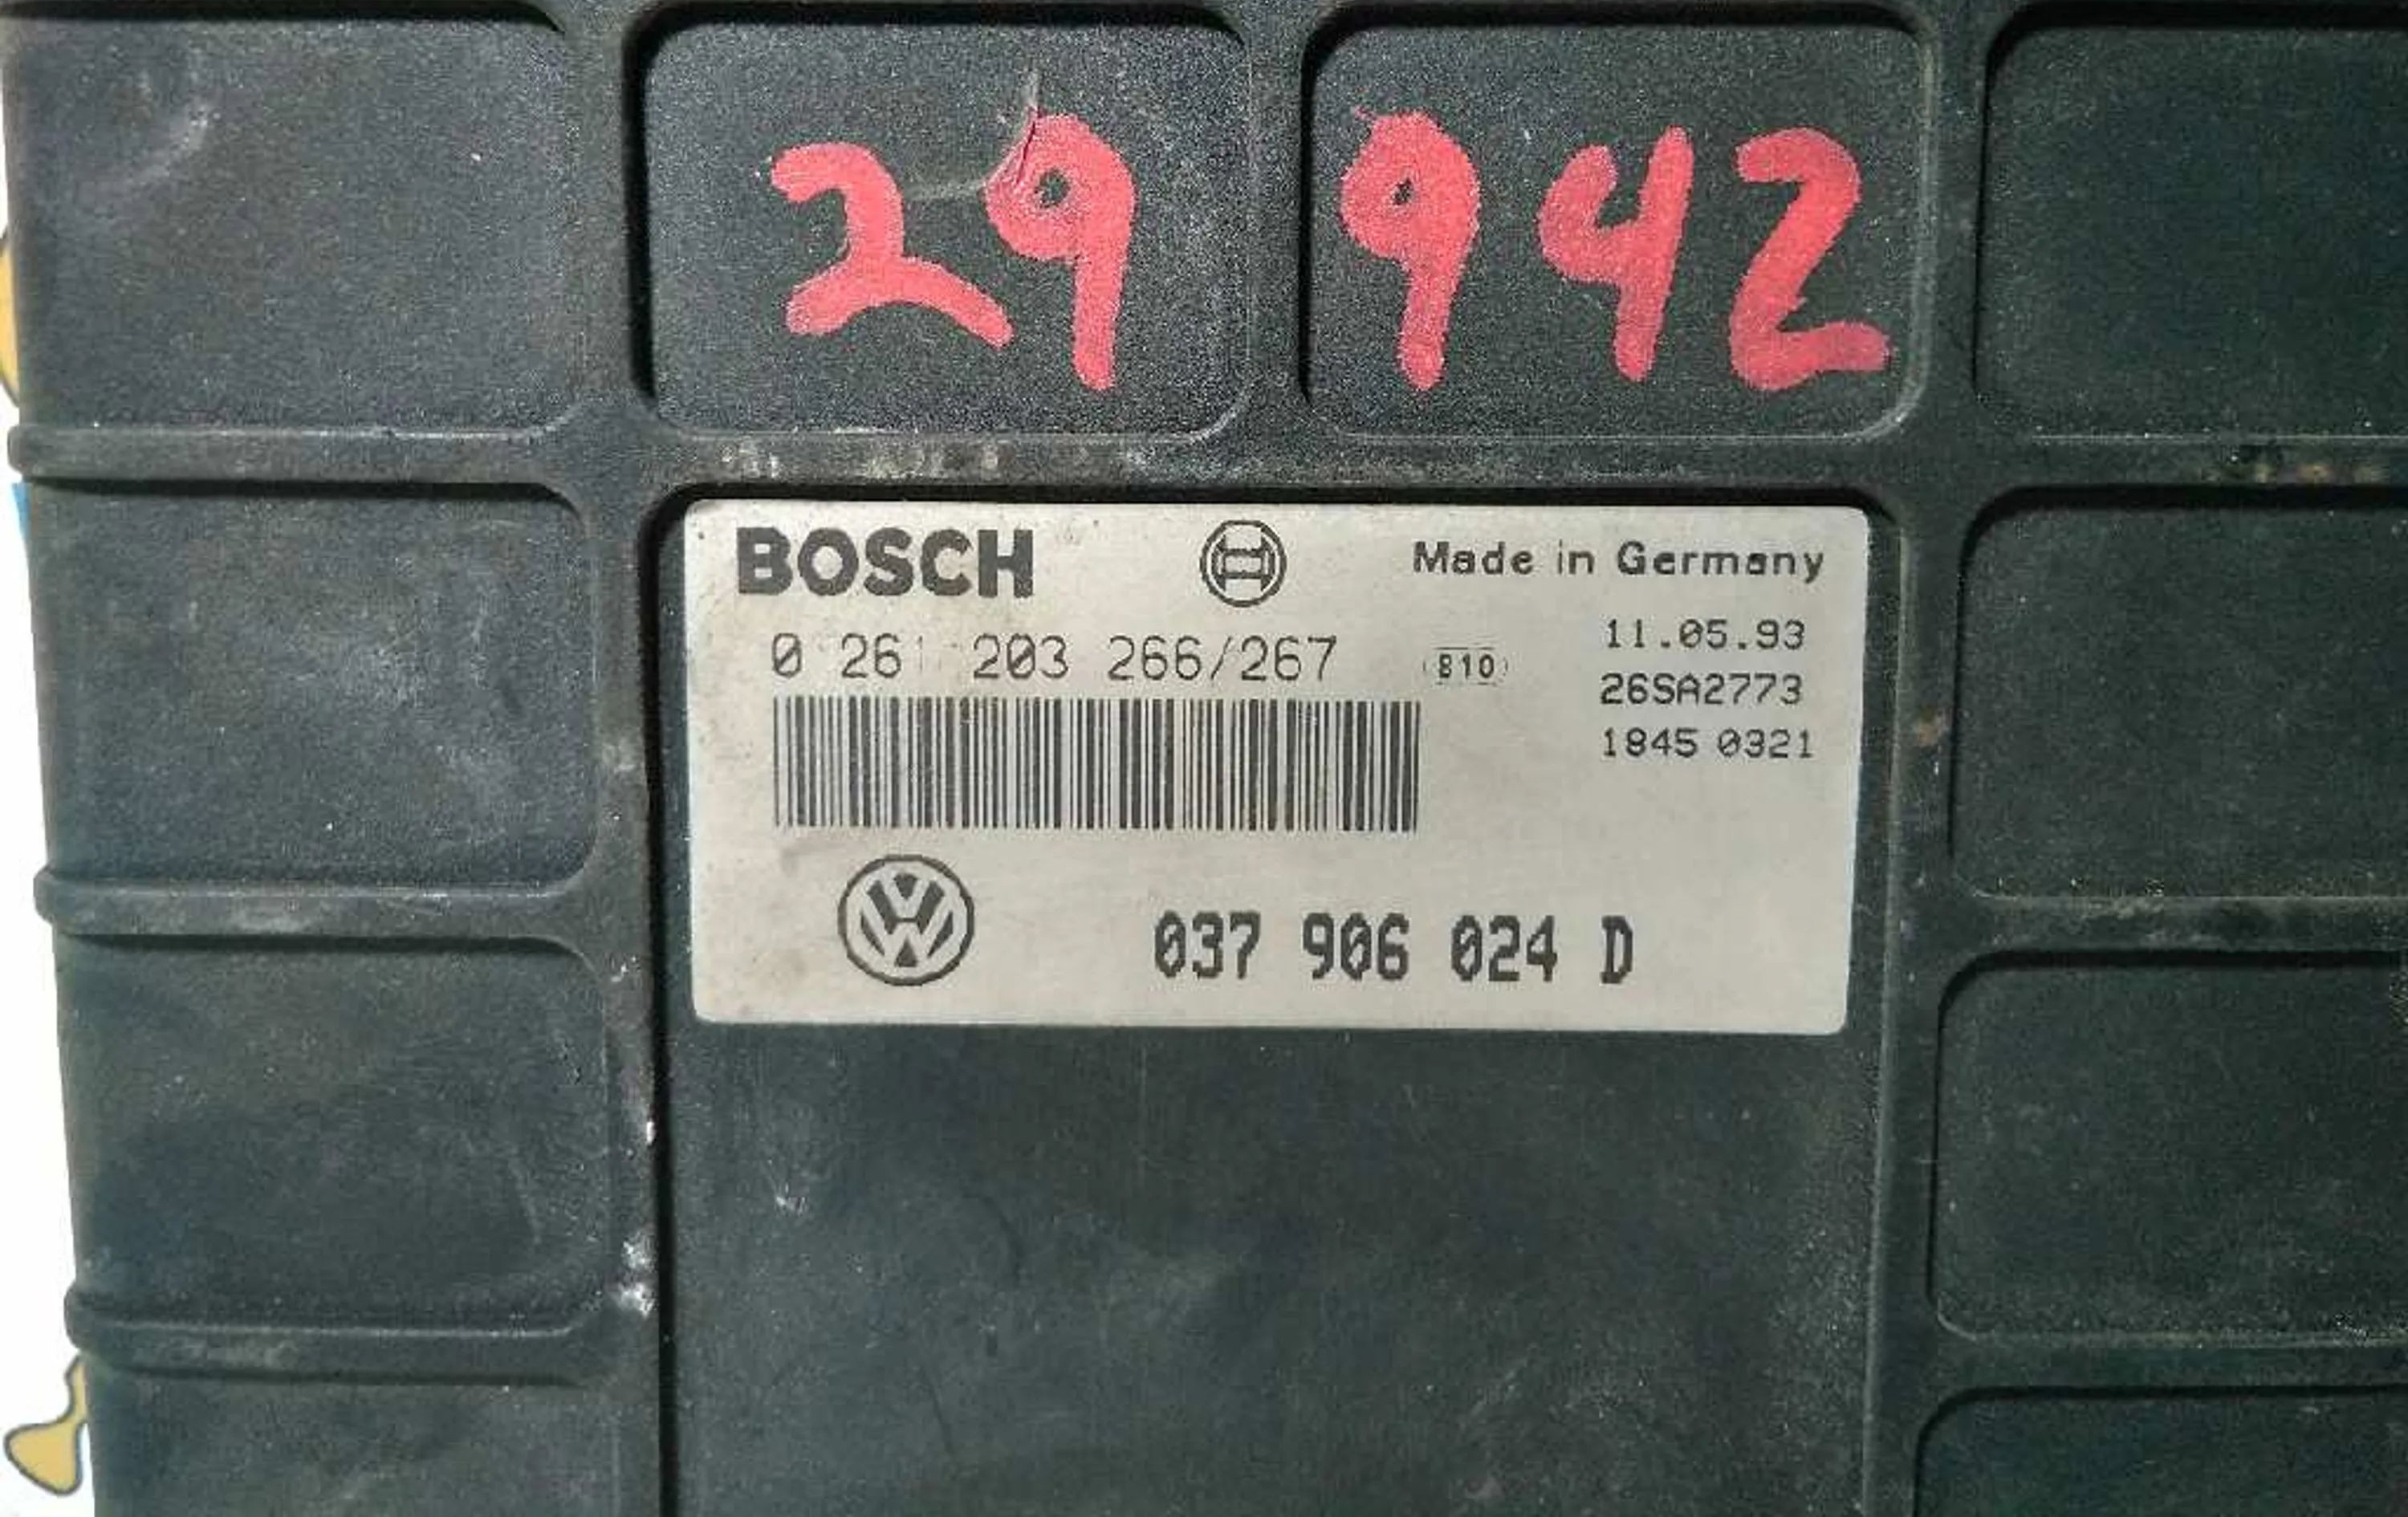 29 942
BOSCH Made in Germany
0 261 203 266/267 B10 11.05.93
26SA2773
1845 0321
037 906 024 D